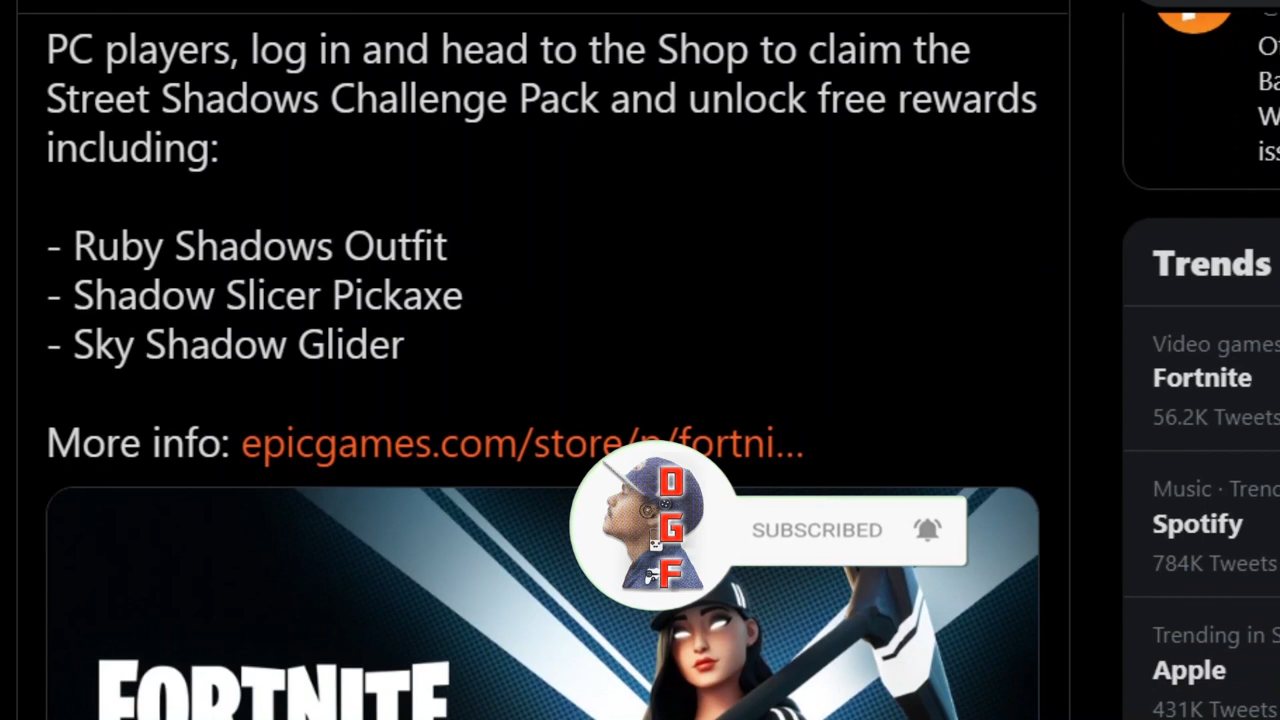 PC players, log in and head to the Shop to claim the
Street Shadows Challenge Pack and unlock free rewards
including:
- Ruby Shadows Outfit
- Shadow Slicer Pickaxe
- Sky Shadow Glider
More info: epicgames.com/store/p/fortni...
D
G
F
SUBSCRIBED
FORTNITE
Trends
Video games
Fortnite
56.2K Tweets
Music · Trend
Spotify
784K Tweets
Trending in S
Apple
431K Tweets